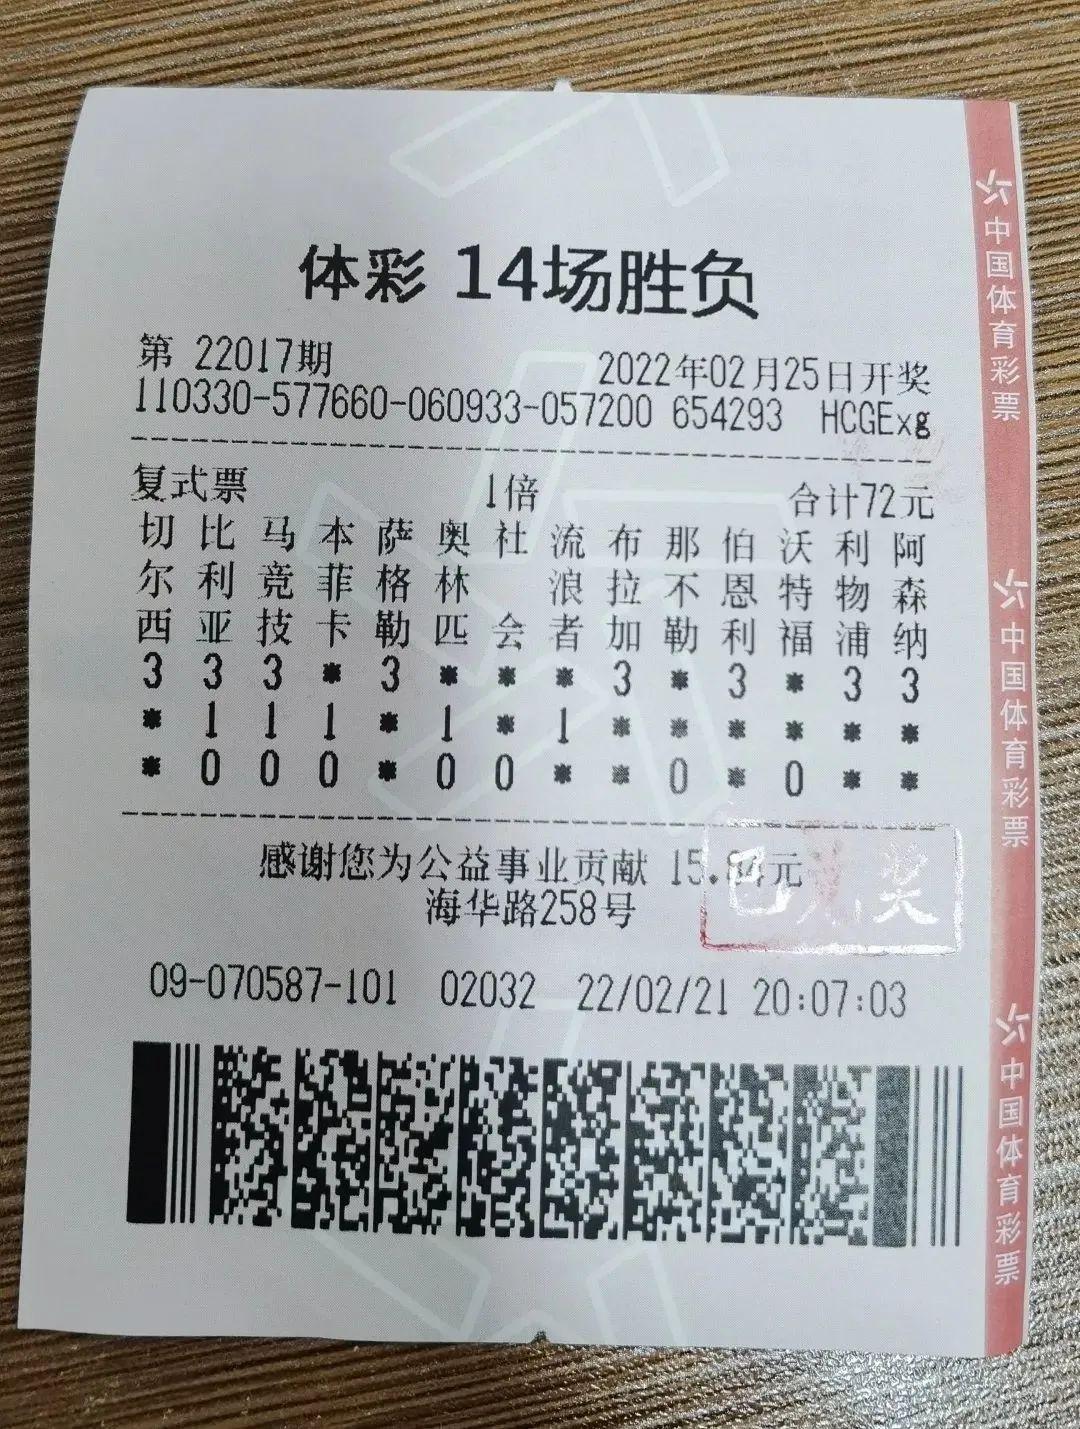 体彩 14场胜负
第 22017期 2022年02月25日开奖
110330-577660-060933-057200 654293 HCGExg
复式票 1倍 合计72元
切 比 马 本 萨 奥 社 流 布 那 伯 沃 利 阿
尔 利 竞 菲 格 林 浪 拉 不 恩 特 物 森
西 亚 技 卡 勒 匹 会 者 加 勒 利 福 浦 纳
3 3 3 * 3 * * * 3 * 3 * 3 3
* 1 1 1 * 1 * 1 * * * * * *
* 0 0 0 * 0 0 * * 0 * 0 * *
感谢您为公益事业贡献 15.84元
海华路258号
已兑奖
09-070587-101 02032 22/02/21 20:07:03
中国体育彩票
中国体育彩票
中国体育彩票